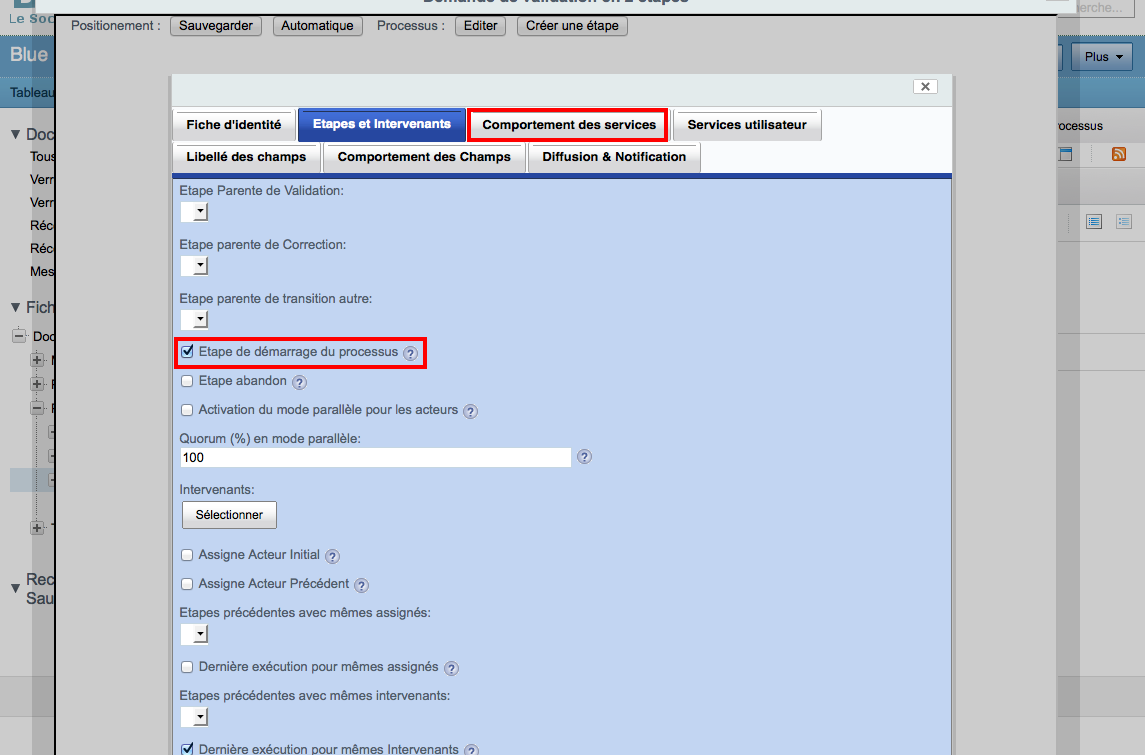 Demande de validation en 2 étapes
Le Soc
erche...
Positionement : Sauvegarder Automatique Processus : Editer Créer une étape
Blue
Plus
Tableau
Fiche d'identité Etapes et Intervenants Comportement des services Services utilisateur
ocessus
Doc
Libellé des champs Comportement des Champs Diffusion & Notification
Tous
Verr
Verr
Réc
Réc
Mes
Fich
Doc
Rec
Sau
Etape Parente de Validation:
Etape parente de Correction:
Etape parente de transition autre:
Etape de démarrage du processus ?
Etape abandon ?
Activation du mode parallèle pour les acteurs ?
Quorum (%) en mode parallèle:
100 ?
Intervenants:
Sélectionner
Assigne Acteur Initial ?
Assigne Acteur Précédent ?
Etapes précédentes avec mêmes assignés:
Dernière exécution pour mêmes assignés ?
Etapes précédentes avec mêmes intervenants:
Dernière exécution pour mêmes Intervenants ?